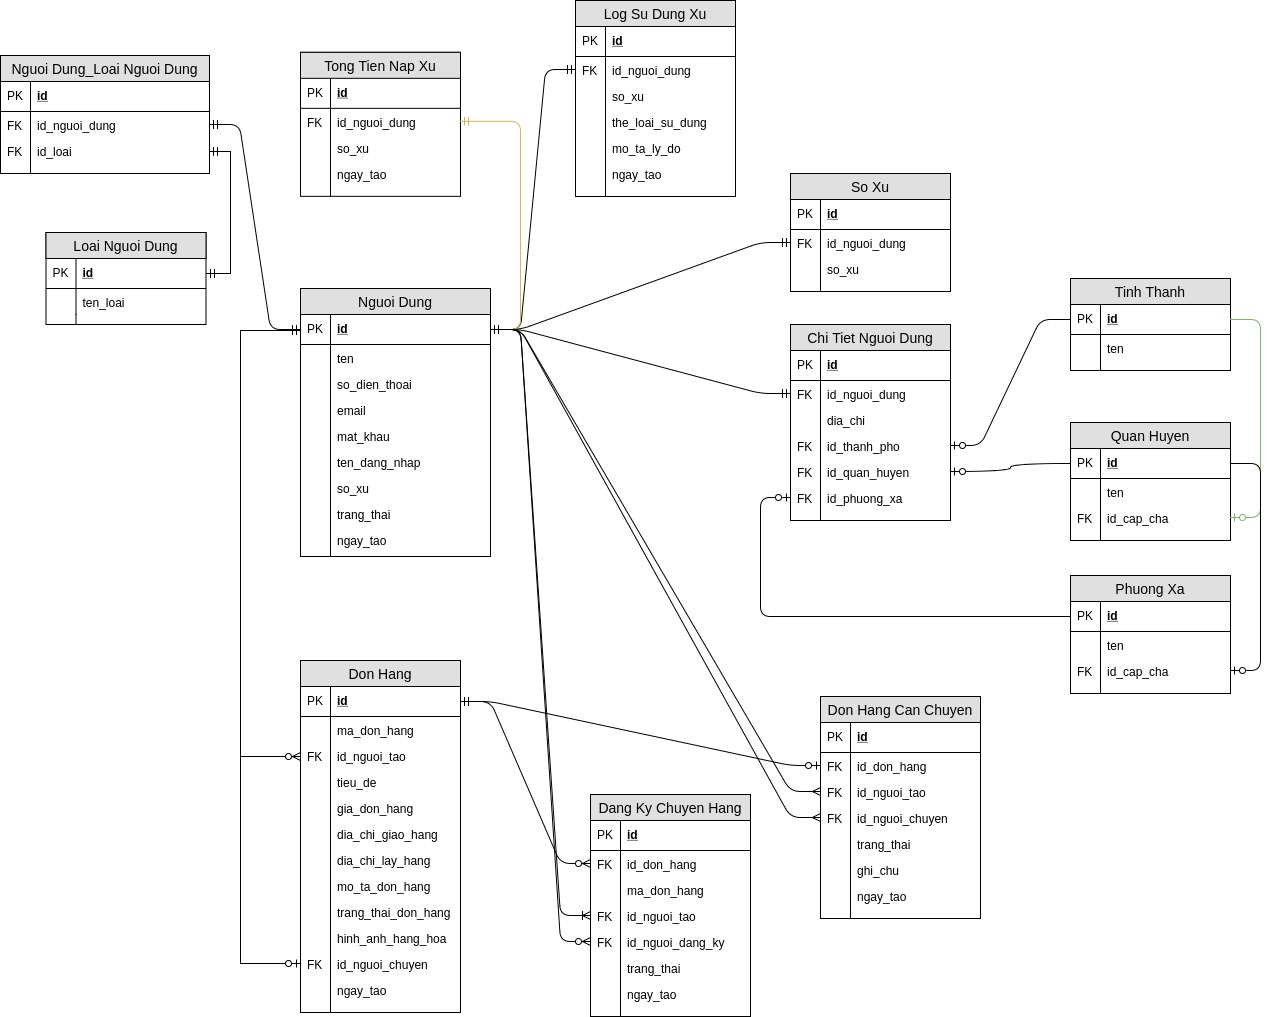 Nguoi Dung_Loai Nguoi Dung
PK id
FK id_nguoi_dung
FK id_loai
Loai Nguoi Dung
PK id
ten_loai
Tong Tien Nap Xu
PK id
FK id_nguoi_dung
so_xu
ngay_tao
Log Su Dung Xu
PK id
FK id_nguoi_dung
so_xu
the_loai_su_dung
mo_ta_ly_do
ngay_tao
So Xu
PK id
FK id_nguoi_dung
so_xu
Nguoi Dung
PK id
ten
so_dien_thoai
email
mat_khau
ten_dang_nhap
so_xu
trang_thai
ngay_tao
Chi Tiet Nguoi Dung
PK id
FK id_nguoi_dung
dia_chi
FK id_thanh_pho
FK id_quan_huyen
FK id_phuong_xa
Tinh Thanh
PK id
ten
Quan Huyen
PK id
ten
FK id_cap_cha
Phuong Xa
PK id
ten
FK id_cap_cha
Don Hang
PK id
ma_don_hang
FK id_nguoi_tao
tieu_de
gia_don_hang
dia_chi_giao_hang
dia_chi_lay_hang
mo_ta_don_hang
trang_thai_don_hang
hinh_anh_hang_hoa
FK id_nguoi_chuyen
ngay_tao
Dang Ky Chuyen Hang
PK id
FK id_don_hang
ma_don_hang
FK id_nguoi_tao
FK id_nguoi_dang_ky
trang_thai
ngay_tao
Don Hang Can Chuyen
PK id
FK id_don_hang
FK id_nguoi_tao
FK id_nguoi_chuyen
trang_thai
ghi_chu
ngay_tao